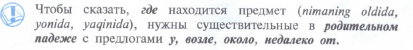 Чтобы сказать, где находится предмет (nimaning oldida,
yonida, yaqinida), нужны существительные в родительном
падеже с предлогами у, возле, около, недалеко от.